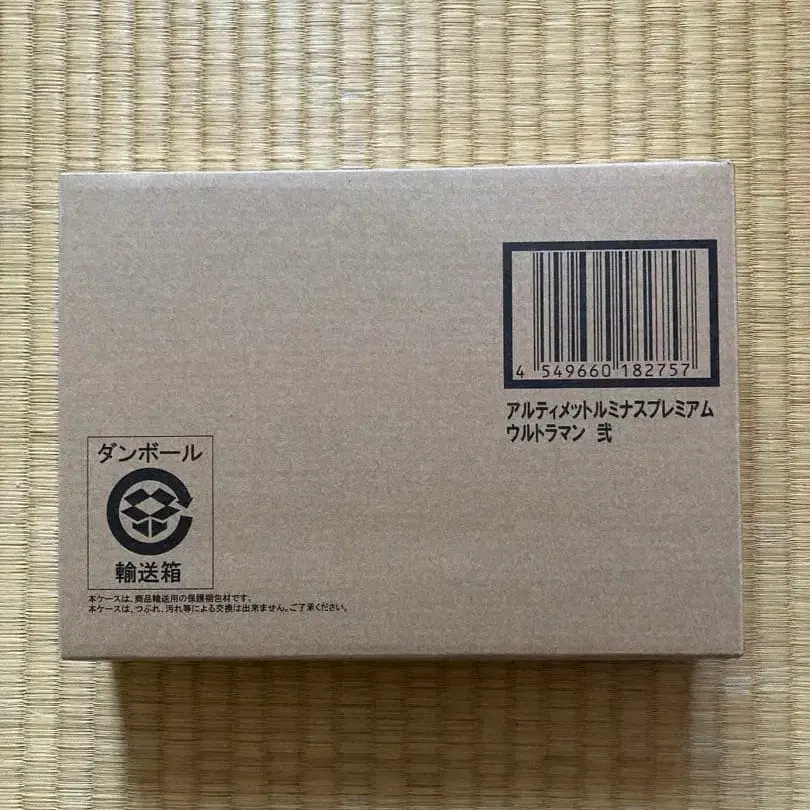 4 549660 182757
アルティメットルミナスプレミアム
ウルトラマン 弐
ダンボール
輸送箱
本ケースは、商品輸送用の保護梱包材です。
本ケースは、つぶれ、汚れ等による交換は出来ません。ご了承ください。